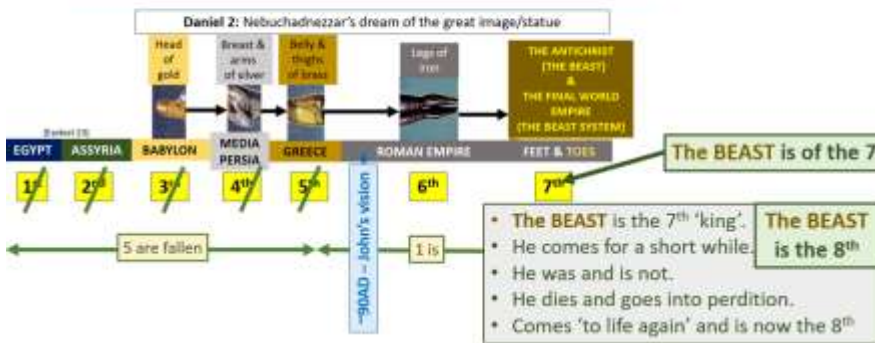 Daniel 2: Nebuchadnezzar's dream of the great image/statue
Head
of
gold
Breast &
arms
of silver
Belly &
thighs
of brass
Legs of
iron
THE ANTICHRIST
(THE BEAST)
&
THE FINAL WORLD
EMPIRE
(THE BEAST SYSTEM)
EGYPT
ASSYRIA
BABYLON
MEDIA
PERSIA
GREECE
ROMAN EMPIRE
FEET & TOES
The BEAST is of the 7
1st
2nd
3rd
4th
5th
6th
7th
5 are fallen
1 is
~90AD – John's vision
• The BEAST is the 7th 'king'.
• He comes for a short while.
• He was and is not.
• He dies and goes into perdition.
• Comes 'to life again' and is now the 8th
The BEAST
is the 8th